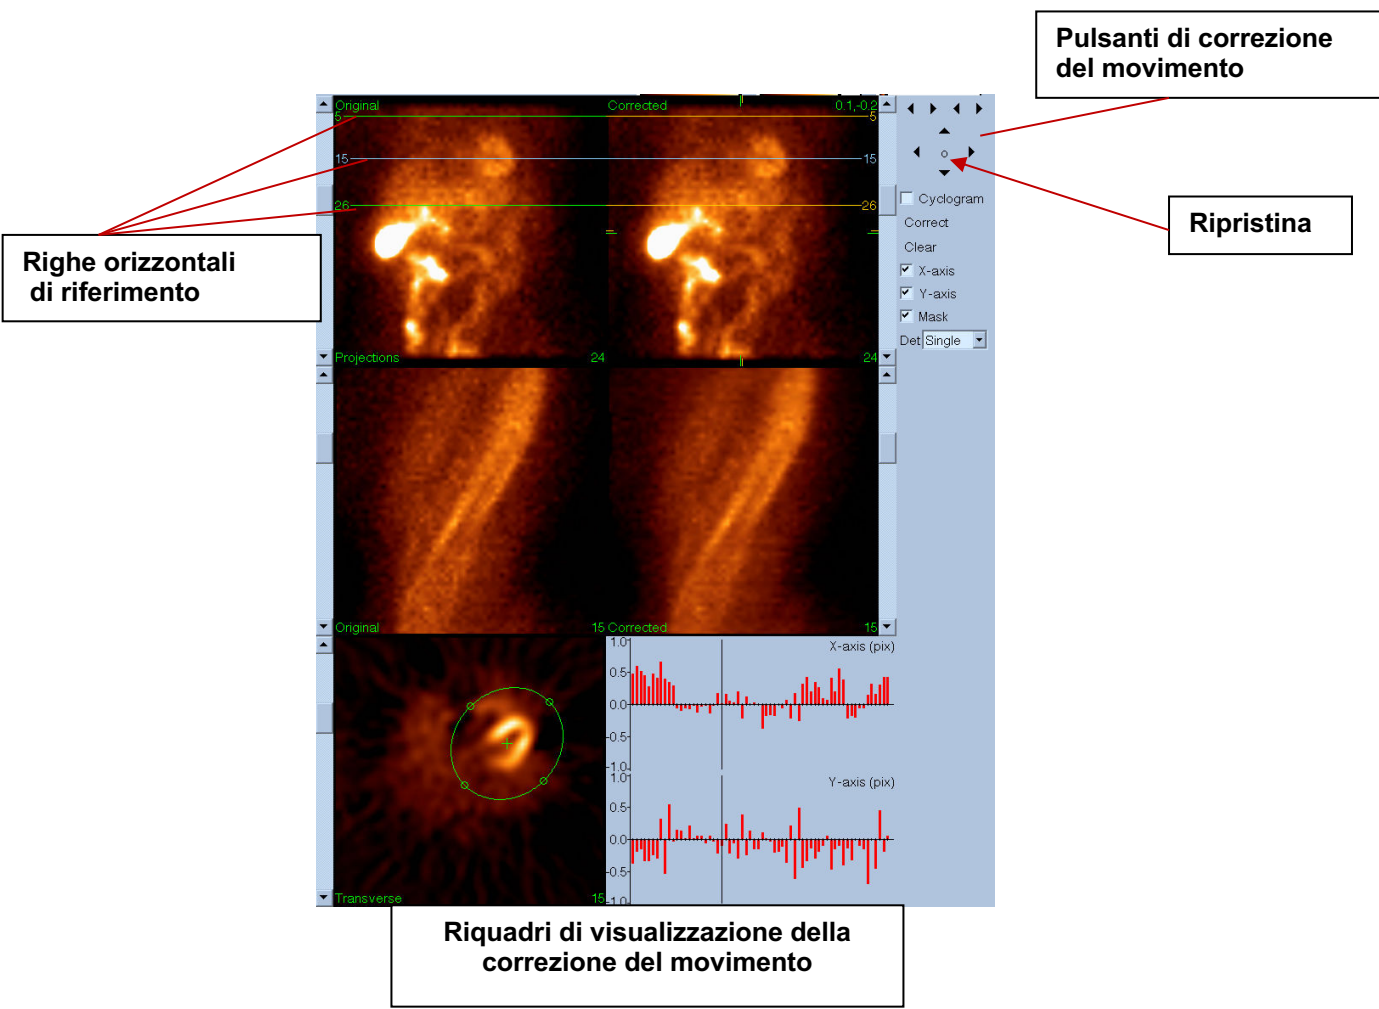 Pulsanti di correzione
del movimento
Original
Corrected
0.1,-0.2
5
5
15
15
26
26
Cyclogram
Correct
Clear
X-axis
Y-axis
Mask
Det Single
Ripristina
Righe orizzontali
di riferimento
Projections
24
24
Original
15
Corrected
15
1.0
X-axis (pix)
0.5
0.0
-0.5
-1.0
1.0
Y-axis (pix)
0.5
0.0
-0.5
-1.0
Transverse
15
Riquadri di visualizzazione della
correzione del movimento